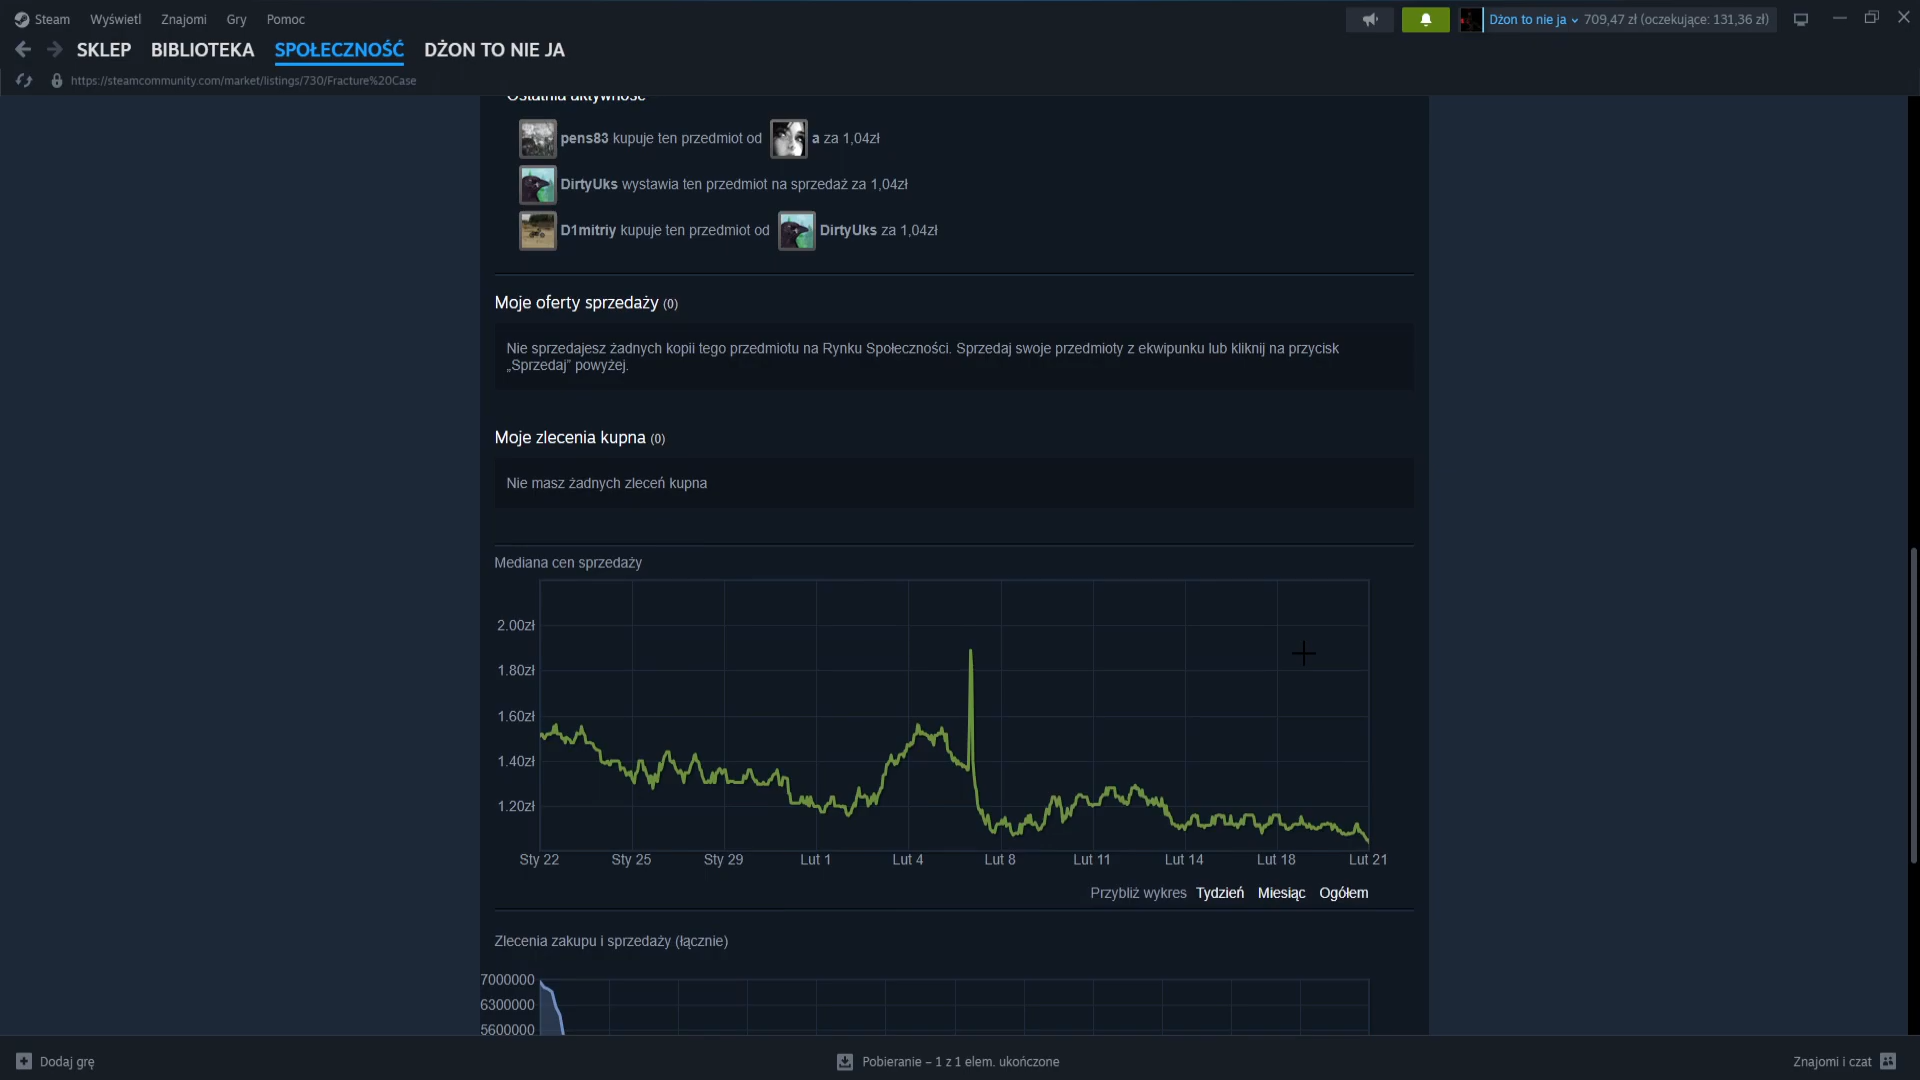 Steam Wyświetl Znajomi Gry Pomoc
Dżon to nie ja 709,47 zł (oczekujące: 131,36 zł)
SKLEP BIBLIOTEKA SPOŁECZNOŚĆ DŻON TO NIE JA
https://steamcommunity.com/market/listings/730/Fracture%20Case
Ostatnia aktywność
pens83 kupuje ten przedmiot od a za 1,04zł
DirtyUks wystawia ten przedmiot na sprzedaż za 1,04zł
D1mitriy kupuje ten przedmiot od DirtyUks za 1,04zł
Moje oferty sprzedaży (0)
Nie sprzedajesz żadnych kopii tego przedmiotu na Rynku Społeczności. Sprzedaj swoje przedmioty z ekwipunku lub kliknij na przycisk
„Sprzedaj” powyżej.
Moje zlecenia kupna (0)
Nie masz żadnych zleceń kupna
Mediana cen sprzedaży
2.00zł
1.80zł
1.60zł
1.40zł
1.20zł
Sty 22 Sty 25 Sty 29 Lut 1 Lut 4 Lut 8 Lut 11 Lut 14 Lut 18 Lut 21
Przybliż wykres Tydzień Miesiąc Ogółem
Zlecenia zakupu i sprzedaży (łącznie)
7000000
6300000
5600000
Dodaj grę
Pobieranie – 1 z 1 elem. ukończone
Znajomi i czat